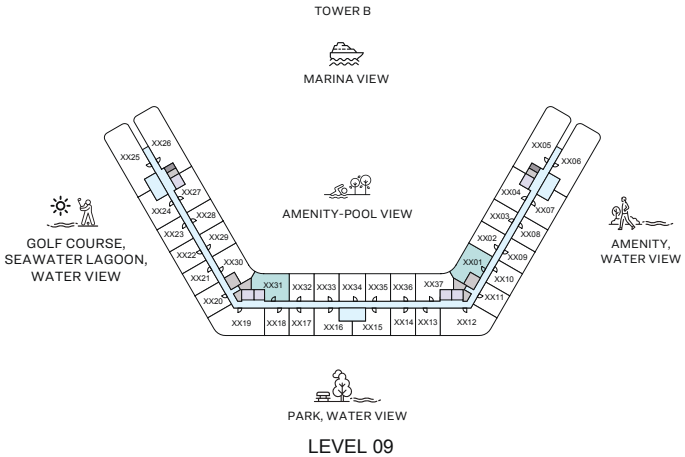 TOWER B
MARINA VIEW
XX26
XX05
XX25
XX06
XX27
XX04
XX24
XX07
XX28
XX03
XX23
XX08
XX29
XX02
XX22
XX09
XX30
XX01
XX21
XX10
XX20
XX11
AMENITY-POOL VIEW
GOLF COURSE,
SEAWATER LAGOON,
WATER VIEW
AMENITY,
WATER VIEW
XX31 XX32 XX33 XX34 XX35 XX36 XX37
XX19 XX18 XX17 XX16 XX15 XX14 XX13 XX12
PARK, WATER VIEW
LEVEL 09